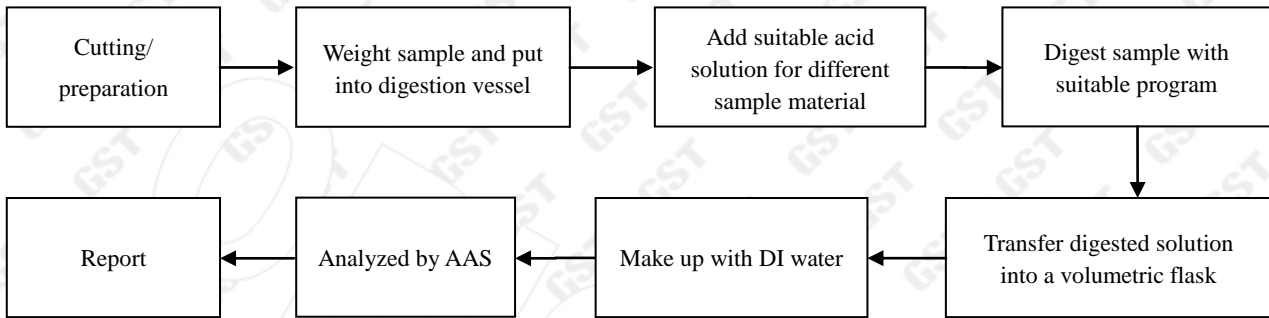 Cutting/
preparation
Weight sample and put
into digestion vessel
Add suitable acid
solution for different
sample material
Digest sample with
suitable program
Transfer digested solution
into a volumetric flask
Make up with DI water
Analyzed by AAS
Report
GST